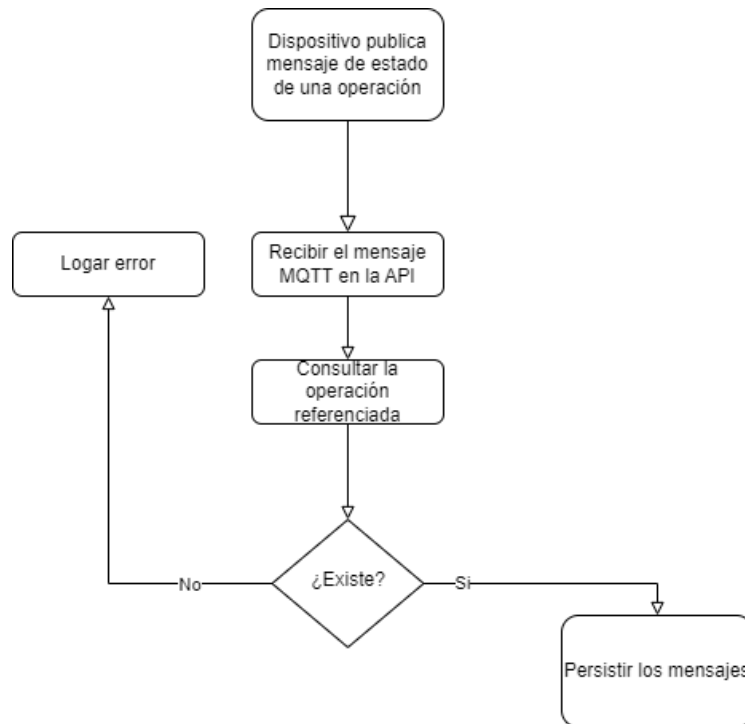 Dispositivo publica
mensaje de estado
de una operación
Logar error
Recibir el mensaje
MQTT en la API
Consultar la
operación
referenciada
¿Existe?
No
Si
Persistir los mensajes